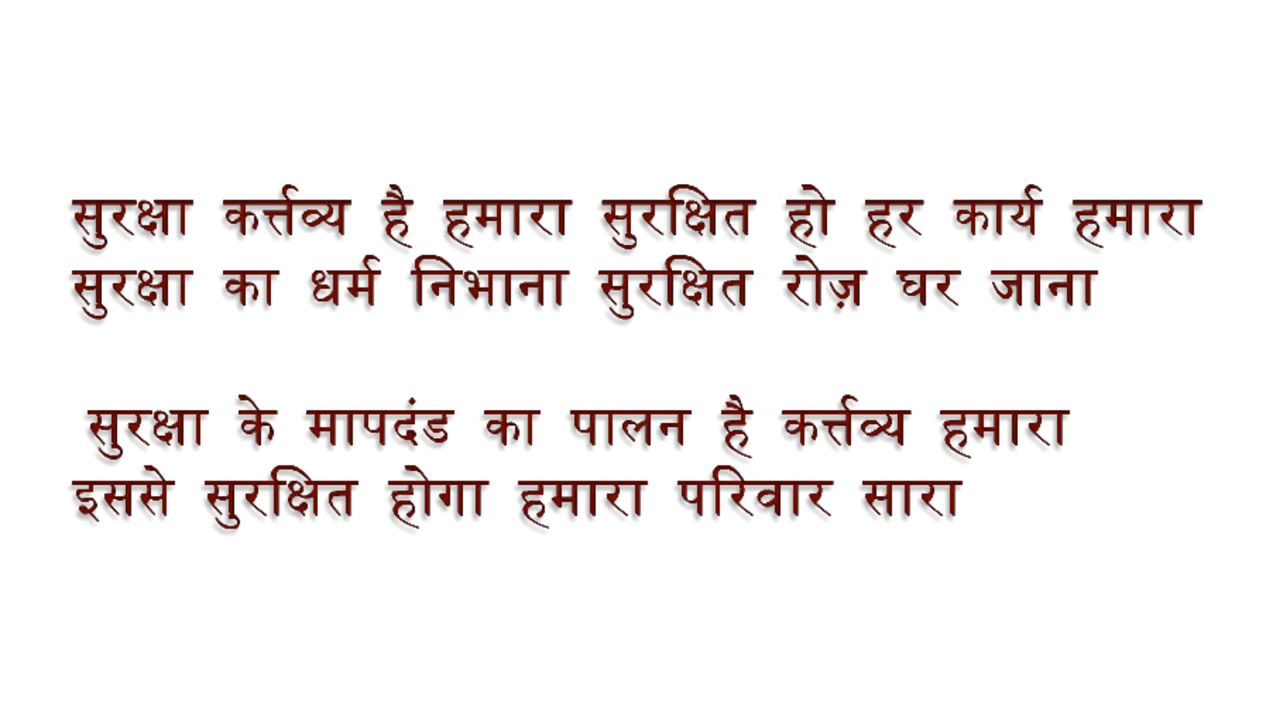 सुरक्षा कर्त्तव्य है हमारा सुरक्षित हो हर कार्य हमारा
सुरक्षा का धर्म निभाना सुरक्षित रोज़ घर जाना
सुरक्षा के मापदंड का पालन है कर्त्तव्य हमारा
इससे सुरक्षित होगा हमारा परिवार सारा